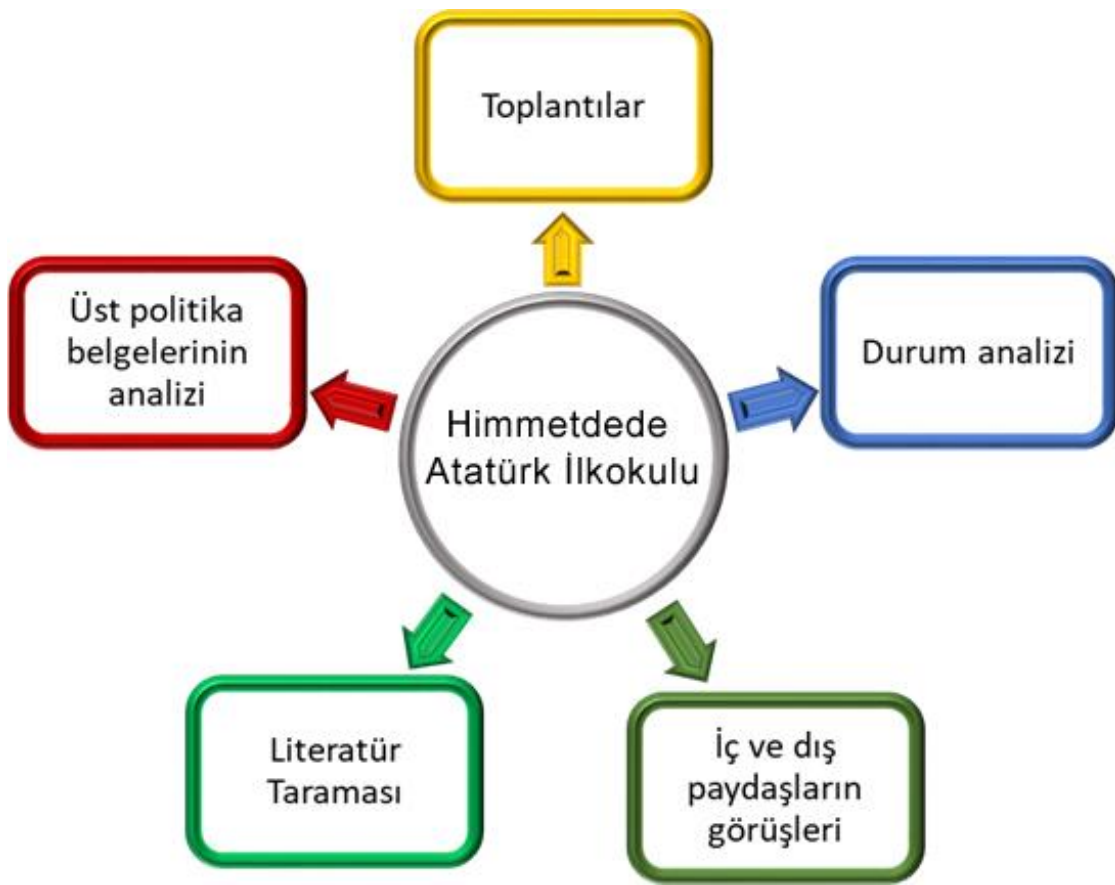 Toplantılar
Üst politika
belgelerinin
analizi
Durum analizi
Himmetdede
Atatürk İlkokulu
Literatür
Taraması
İç ve dış
paydaşların
görüşleri